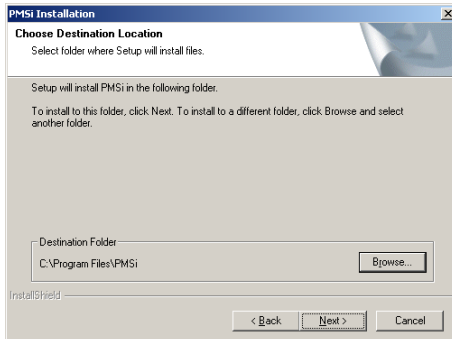 PMSi Installation
Choose Destination Location
Select folder where Setup will install files.
Setup will install PMSi in the following folder.
To install to this folder, click Next. To install to a different folder, click Browse and select
another folder.
Destination Folder
C:\Program Files\PMSi
Browse...
InstallShield
< Back
Next >
Cancel